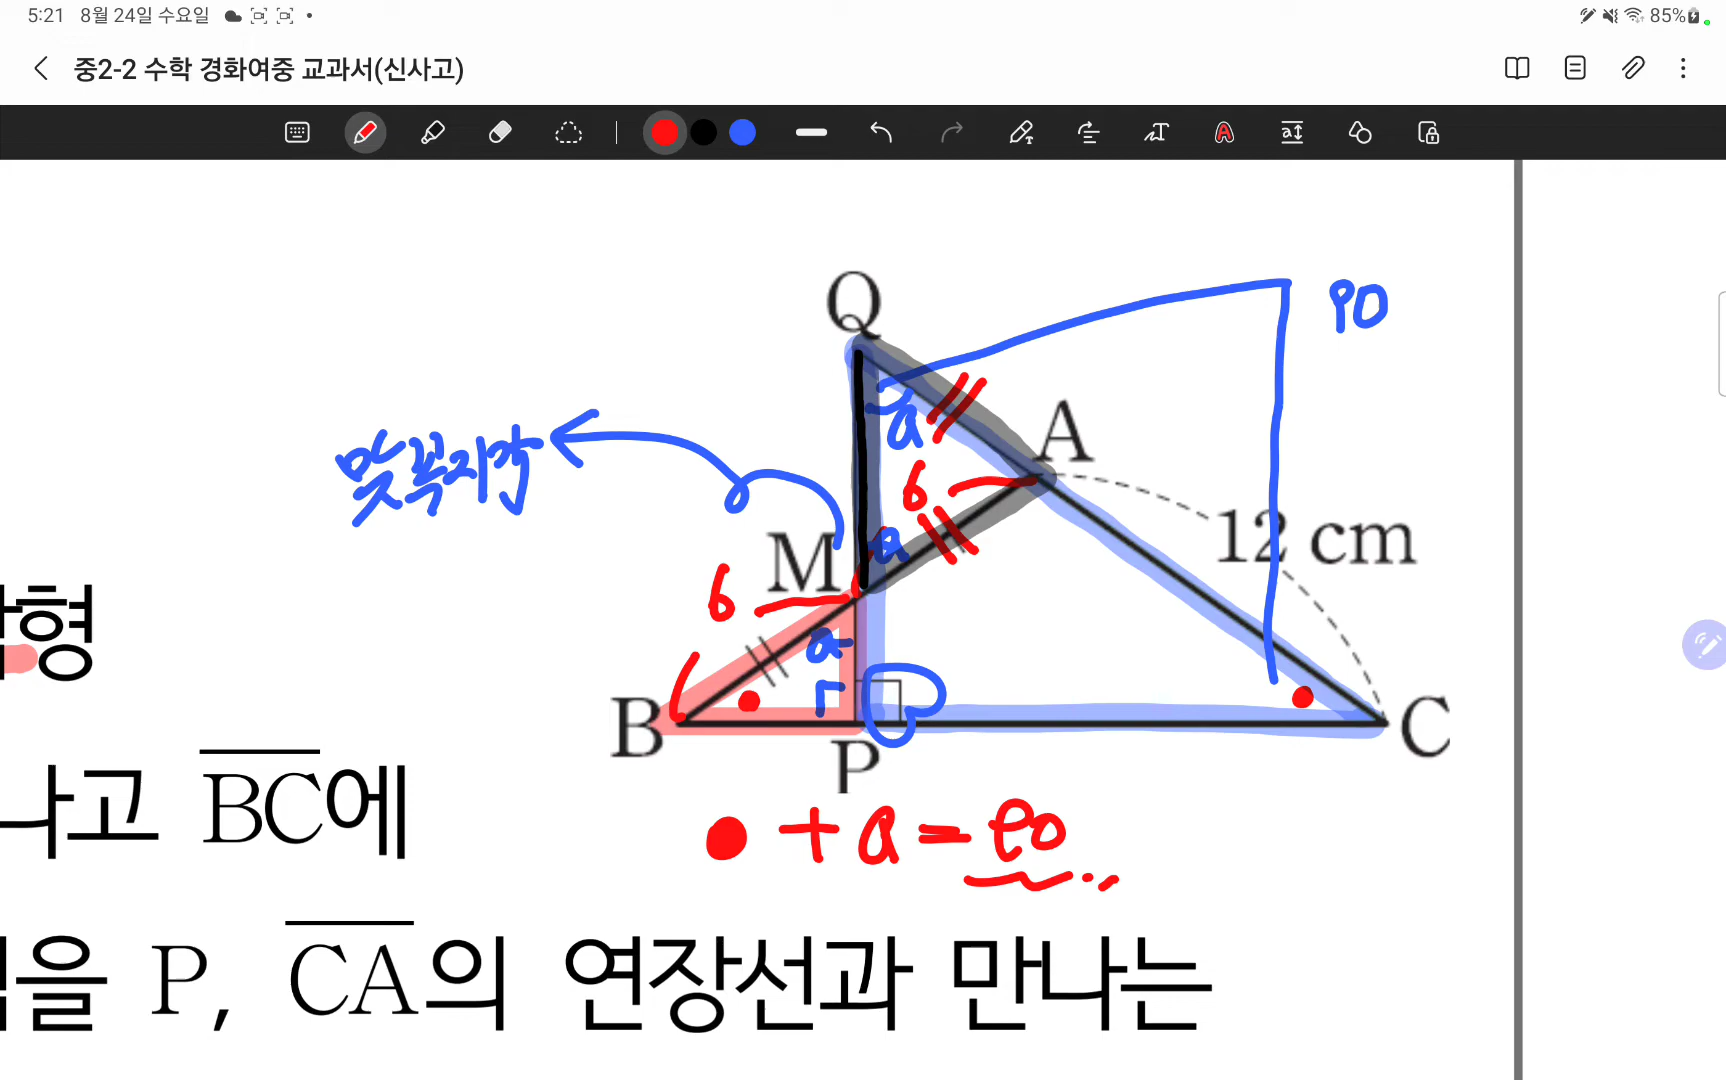 5:21 8월 24일 수요일
85%
중2-2 수학 경화여중 교과서(신사고)
Q
90
a
A
맞꼭지각
6
12 cm
M
a
6
a
형
B
P
C
나고 BC에
● + a = 90
을 P, CA의 연장선과 만나는